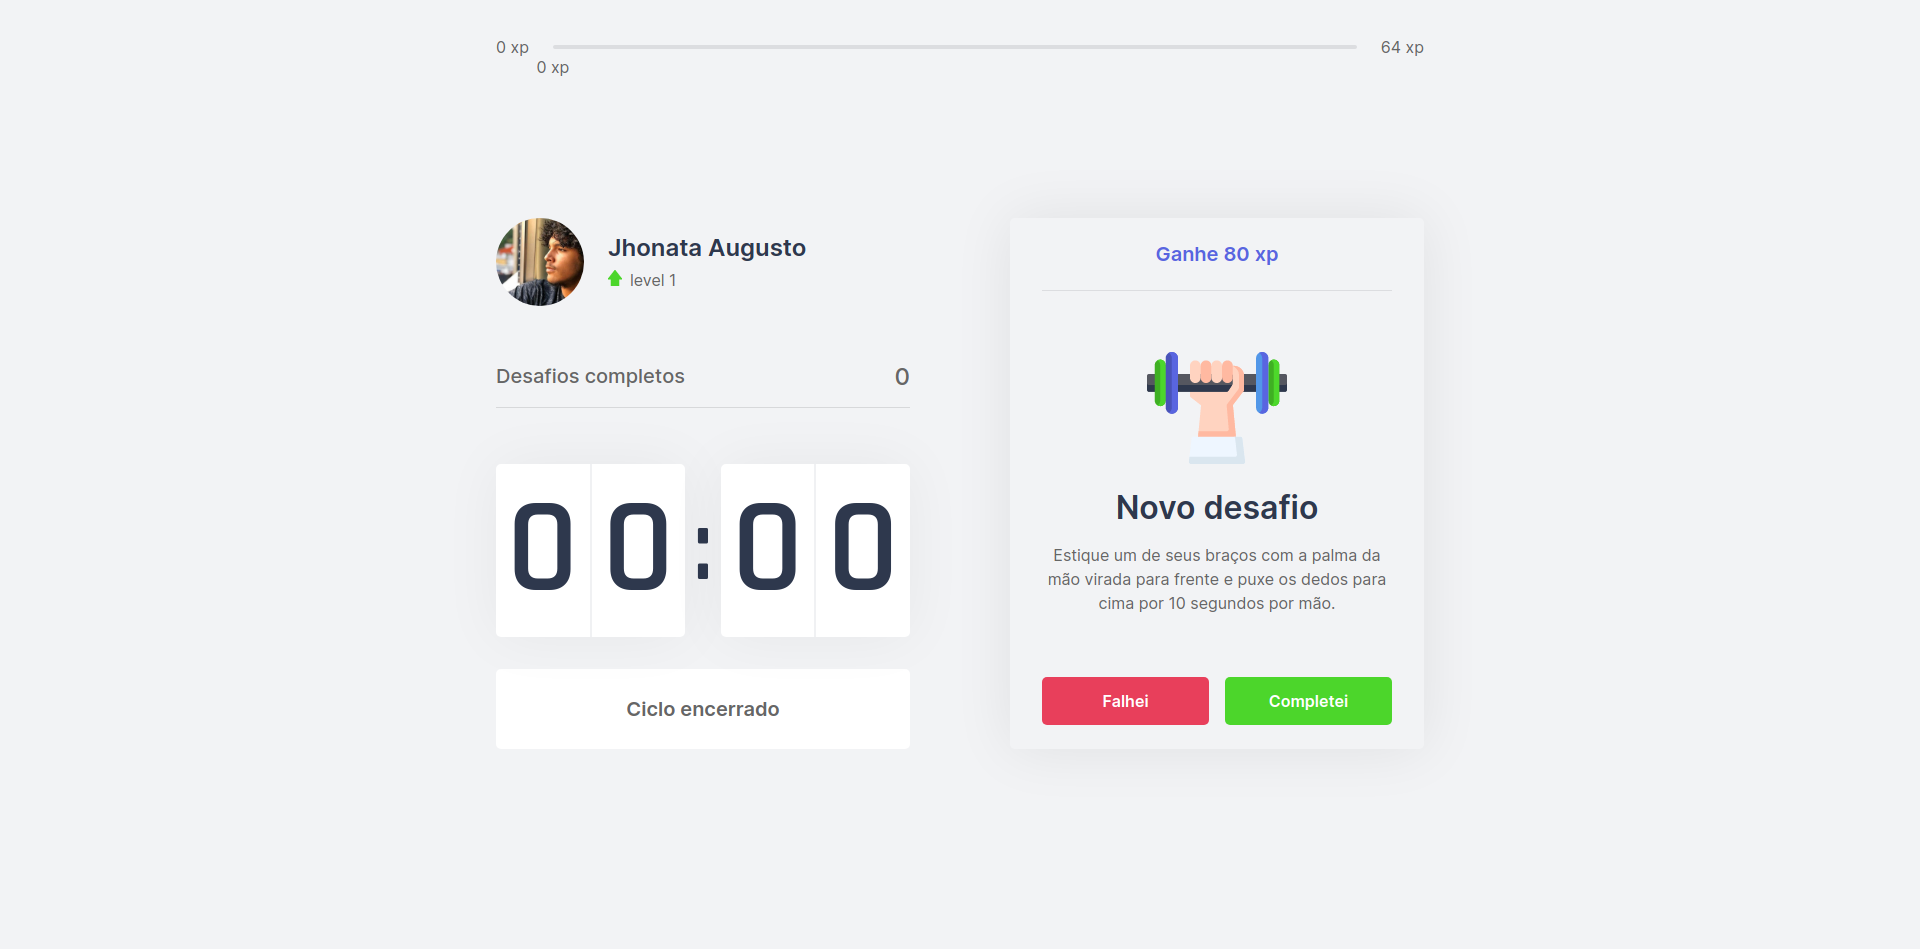 0 xp
64 xp
0 xp
Jhonata Augusto
level 1
Desafios completos
0
00:00
Ciclo encerrado
Ganhe 80 xp
Novo desafio
Estique um de seus braços com a palma da
mão virada para frente e puxe os dedos para
cima por 10 segundos por mão.
Falhei
Completei